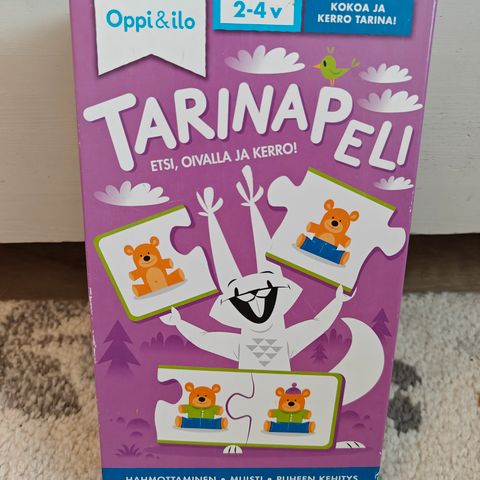 Oppi&ilo
2-4 v
KOKOA JA
KERRO TARINA!
TARINAPELI
ETSI, OIVALLA JA KERRO!
HAHMOTTAMINEN • MUISTI • PUHEEN KEHITYS